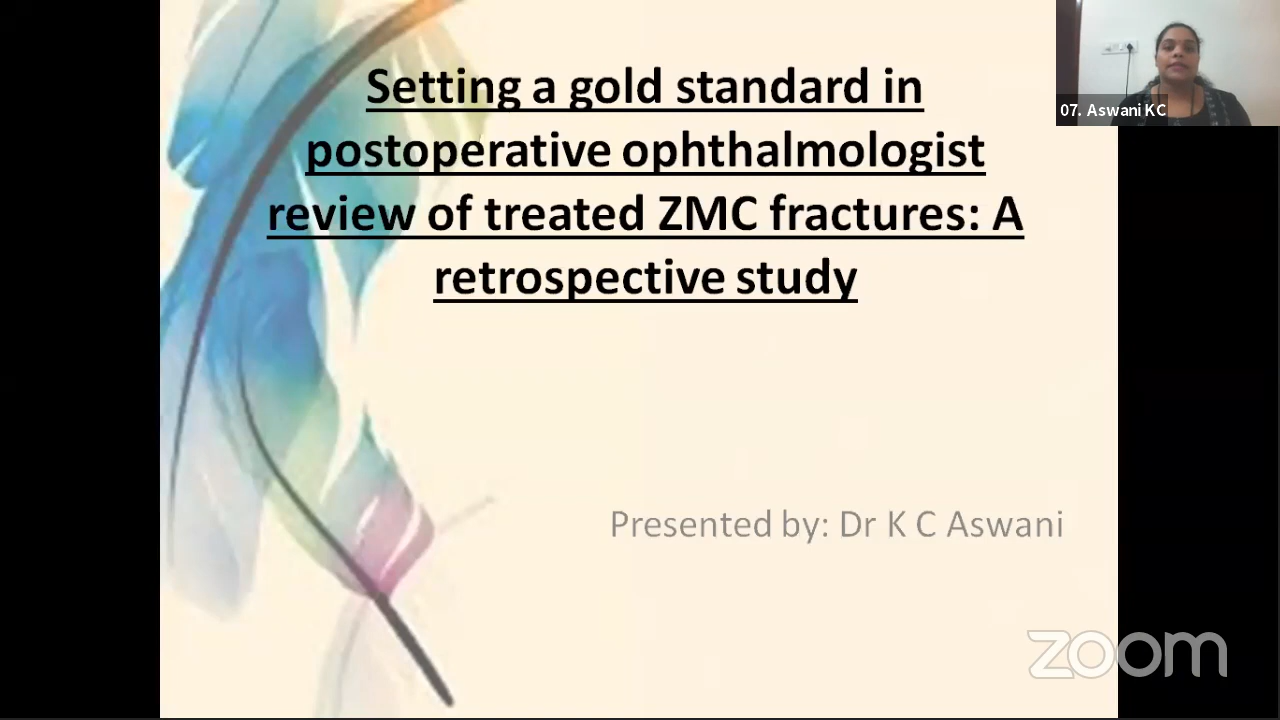 Setting a gold standard in
postoperative ophthalmologist
review of treated ZMC fractures: A
retrospective study
07. Aswani KC
Presented by: Dr K C Aswani
zoom